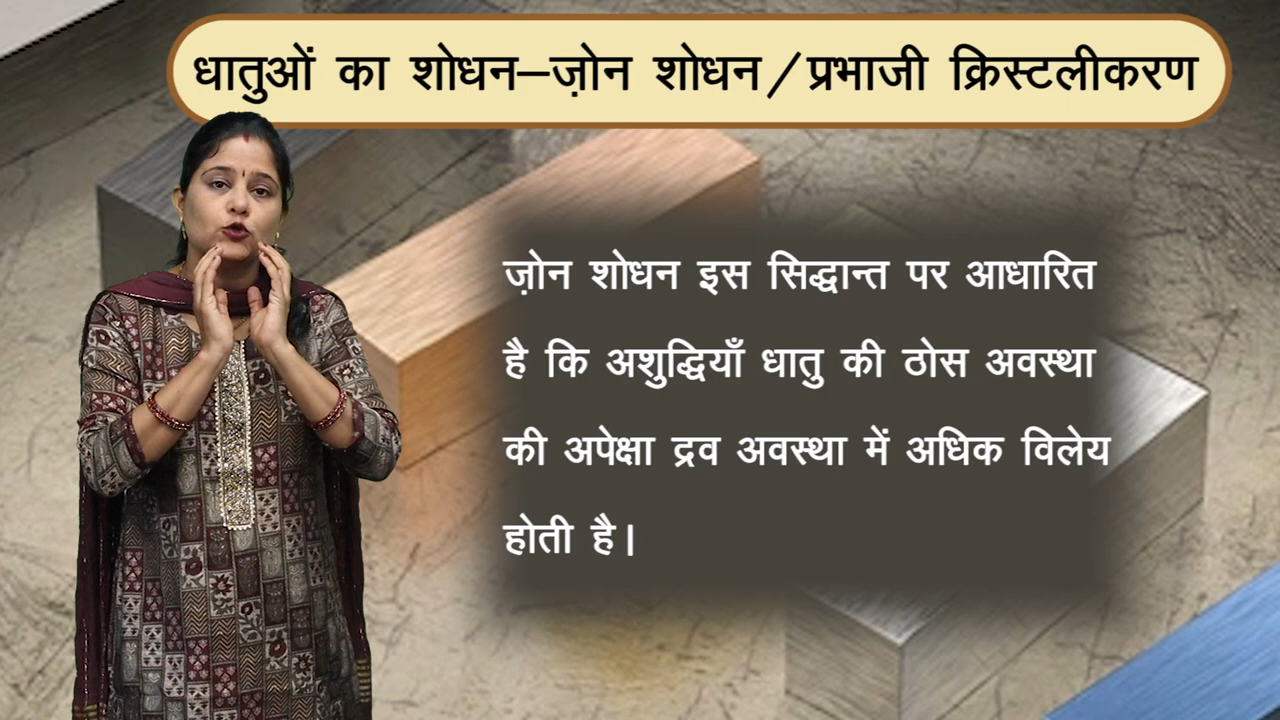 धातुओं का शोधन–ज़ोन शोधन/प्रभाजी क्रिस्टलीकरण
ज़ोन शोधन इस सिद्धान्त पर आधारित
है कि अशुद्धियाँ धातु की ठोस अवस्था
की अपेक्षा द्रव अवस्था में अधिक विलेय
होती है।